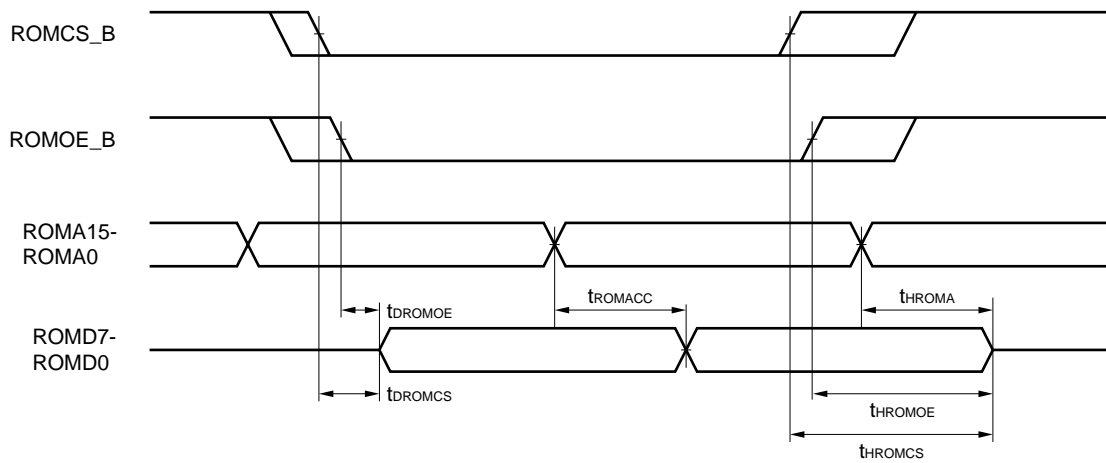 ROMCS_B
ROMOE_B
ROMA15-
ROMA0
tDROMOE
tROMACC
tHROMA
ROMD7-
ROMD0
tDROMCS
tHROMOE
tHROMCS